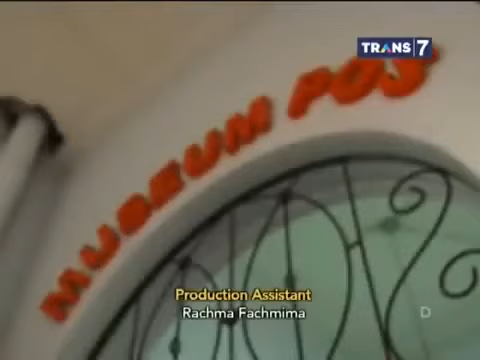 TRANS 7
MUSEUM POS
Production Assistant
Rachma Fachmima
D